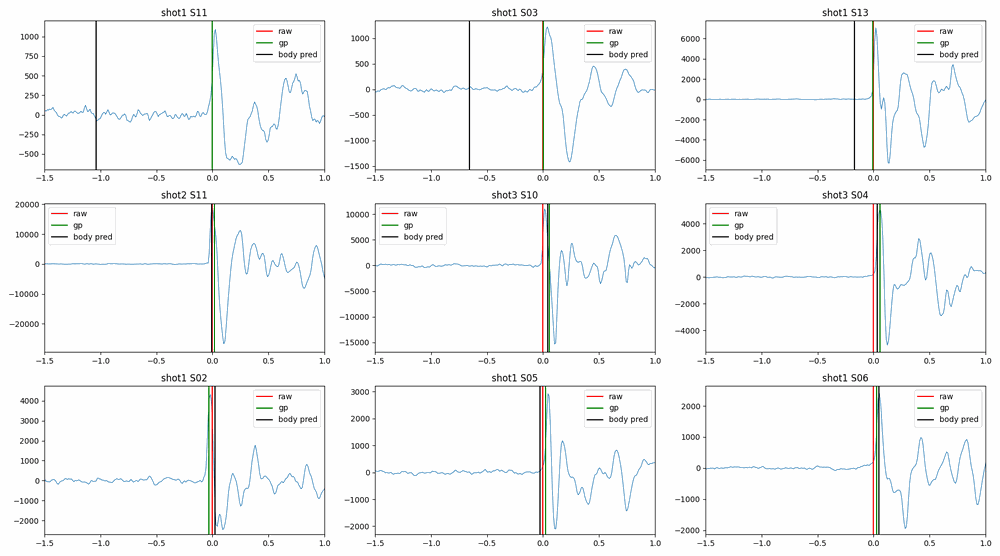 shot1 S11
1000
750
500
250
0
−250
−500
−1.5 −1.0 −0.5 0.0 0.5 1.0
raw
gp
body pred
shot1 S03
1000
500
0
−500
−1000
−1500
−1.5 −1.0 −0.5 0.0 0.5 1.0
raw
gp
body pred
shot1 S13
6000
4000
2000
0
−2000
−4000
−6000
−1.5 −1.0 −0.5 0.0 0.5 1.0
raw
gp
body pred
shot2 S11
20000
10000
0
−10000
−20000
−1.5 −1.0 −0.5 0.0 0.5 1.0
raw
gp
body pred
shot3 S10
10000
5000
0
−5000
−10000
−15000
−1.5 −1.0 −0.5 0.0 0.5 1.0
raw
gp
body pred
shot3 S04
4000
2000
0
−2000
−4000
−1.5 −1.0 −0.5 0.0 0.5 1.0
raw
gp
body pred
shot1 S02
4000
3000
2000
1000
0
−1000
−2000
−1.5 −1.0 −0.5 0.0 0.5 1.0
raw
gp
body pred
shot1 S05
3000
2000
1000
0
−1000
−2000
−1.5 −1.0 −0.5 0.0 0.5 1.0
raw
gp
body pred
shot1 S06
2000
1000
0
−1000
−2000
−1.5 −1.0 −0.5 0.0 0.5 1.0
raw
gp
body pred